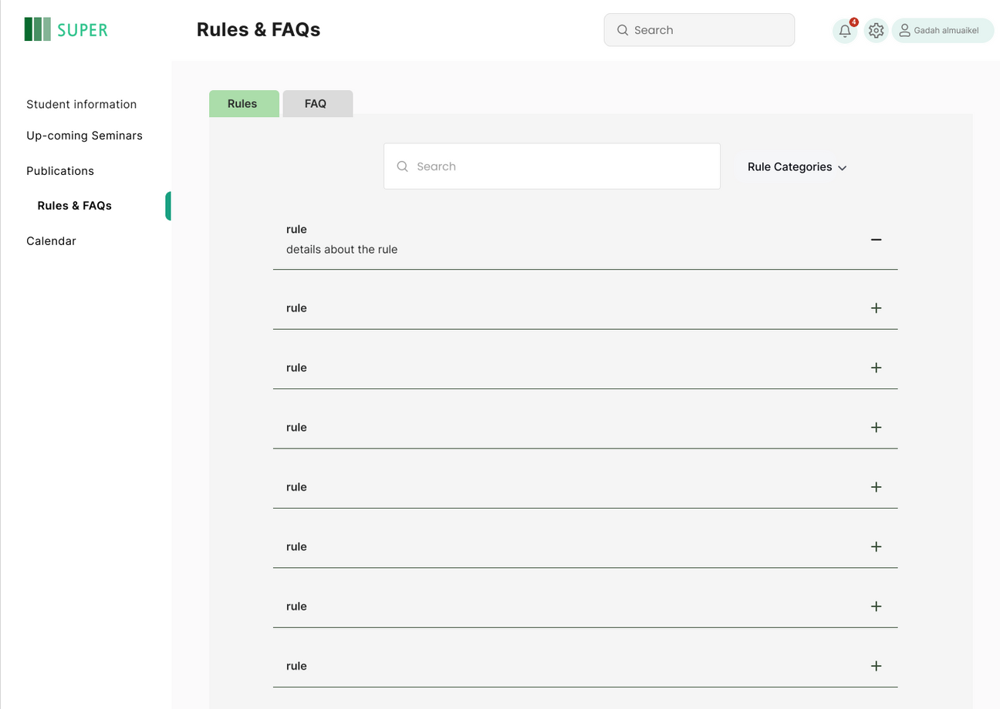 SUPER
Rules & FAQs
Search
4
Gadah almuaikel
Student information
Up-coming Seminars
Publications
Rules & FAQs
Calendar
Rules
FAQ
Search
Rule Categories
rule
details about the rule
rule
rule
rule
rule
rule
rule
rule